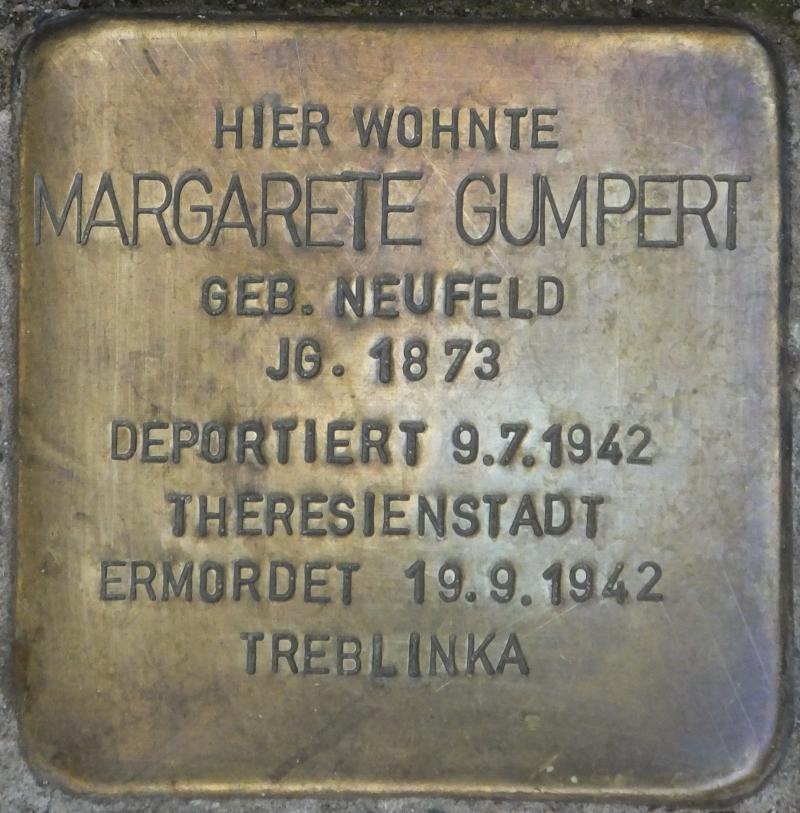 HIER WOHNTE
MARGARETE GUMPERT
GEB. NEUFELD
JG. 1873
DEPORTIERT 9.7.1942
THERESIENSTADT
ERMORDET 19.9.1942
TREBLINKA